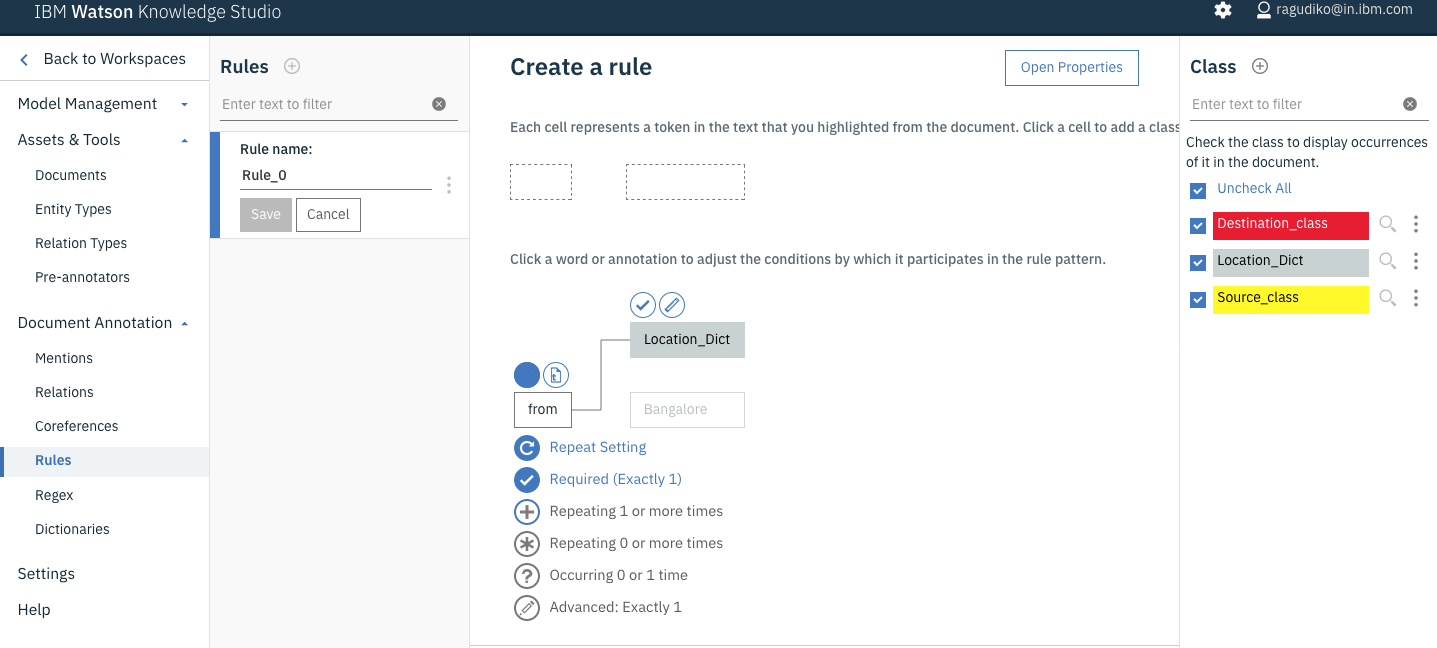 IBM Watson Knowledge Studio
ragudiko@in.ibm.com
Back to Workspaces
Model Management
Assets & Tools
Documents
Entity Types
Relation Types
Pre-annotators
Document Annotation
Mentions
Relations
Coreferences
Rules
Regex
Dictionaries
Settings
Help
Rules
Enter text to filter
Rule name:
Rule_0
Save Cancel
Create a rule
Open Properties
Each cell represents a token in the text that you highlighted from the document. Click a cell to add a class
Click a word or annotation to adjust the conditions by which it participates in the rule pattern.
Location_Dict
from Bangalore
Repeat Setting
Required (Exactly 1)
Repeating 1 or more times
Repeating 0 or more times
Occurring 0 or 1 time
Advanced: Exactly 1
Class
Enter text to filter
Check the class to display occurrences
of it in the document.
Uncheck All
Destination_class
Location_Dict
Source_class